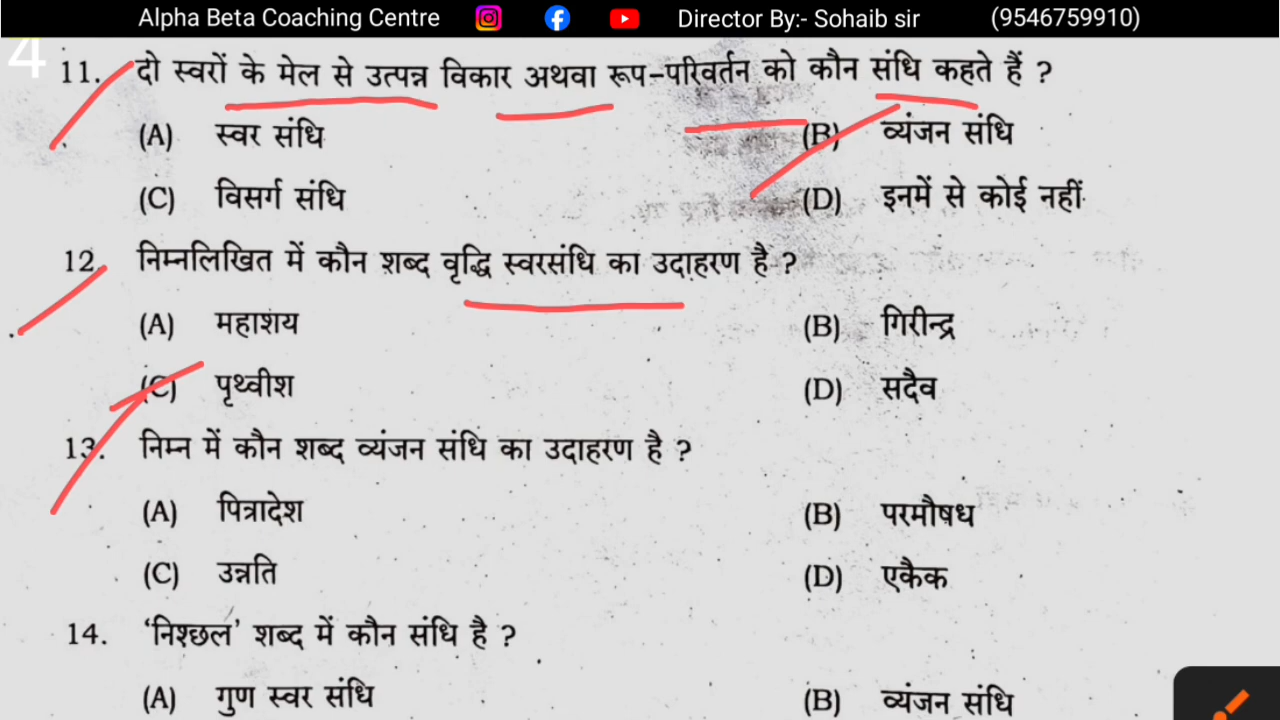 Alpha Beta Coaching Centre Director By:- Sohaib sir (9546759910)
4
11. दो स्वरों के मेल से उत्पन्न विकार अथवा रूप-परिवर्तन को कौन संधि कहते हैं ?
(A) स्वर संधि (B) व्यंजन संधि
(C) विसर्ग संधि (D) इनमें से कोई नहीं
12. निम्नलिखित में कौन शब्द वृद्धि स्वरसंधि का उदाहरण है ?
(A) महाशय (B) गिरीन्द्र
(C) पृथ्वीश (D) सदैव
13. निम्न में कौन शब्द व्यंजन संधि का उदाहरण है ?
(A) पित्रादेश (B) परमौषध
(C) उन्नति (D) एकैक
14. 'निश्छल' शब्द में कौन संधि है ?
(A) गुण स्वर संधि (B) व्यंजन संधि